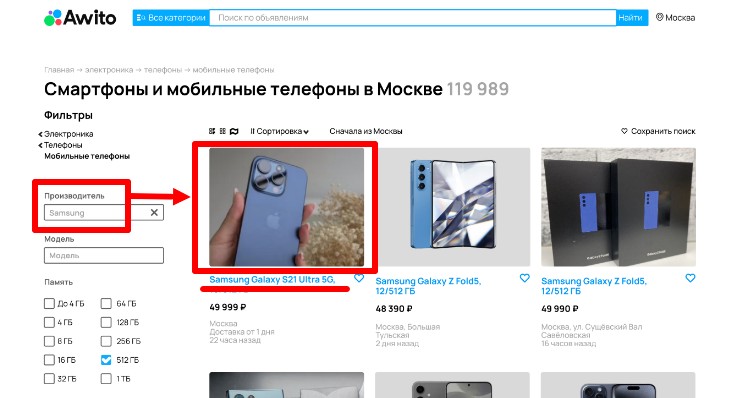 Awito
Все категории
Поиск по объявлениям
Найти
Москва
Главная → электроника → телефоны → мобильные телефоны
Смартфоны и мобильные телефоны в Москве 119 989
Фильтры
Электроника
Телефоны
Мобильные телефоны
Сортировка
Сначала из Москвы
Сохранить поиск
Производитель
Samsung
Модель
Модель
Память
До 4 ГБ
64 ГБ
4 ГБ
128 ГБ
8 ГБ
256 ГБ
16 ГБ
512 ГБ
32 ГБ
1 ТБ
Samsung Galaxy S21 Ultra 5G,
49 999 ₽
Москва
Доставка от 1 дня
22 часа назад
Samsung Galaxy Z Fold5,
12/512 ГБ
48 390 ₽
Москва, Большая
Тульская
2 дня назад
Samsung Galaxy Z Fold5,
12/512 ГБ
49 990 ₽
Москва, ул. Сущёвский Вал
Савёловская
16 часов назад